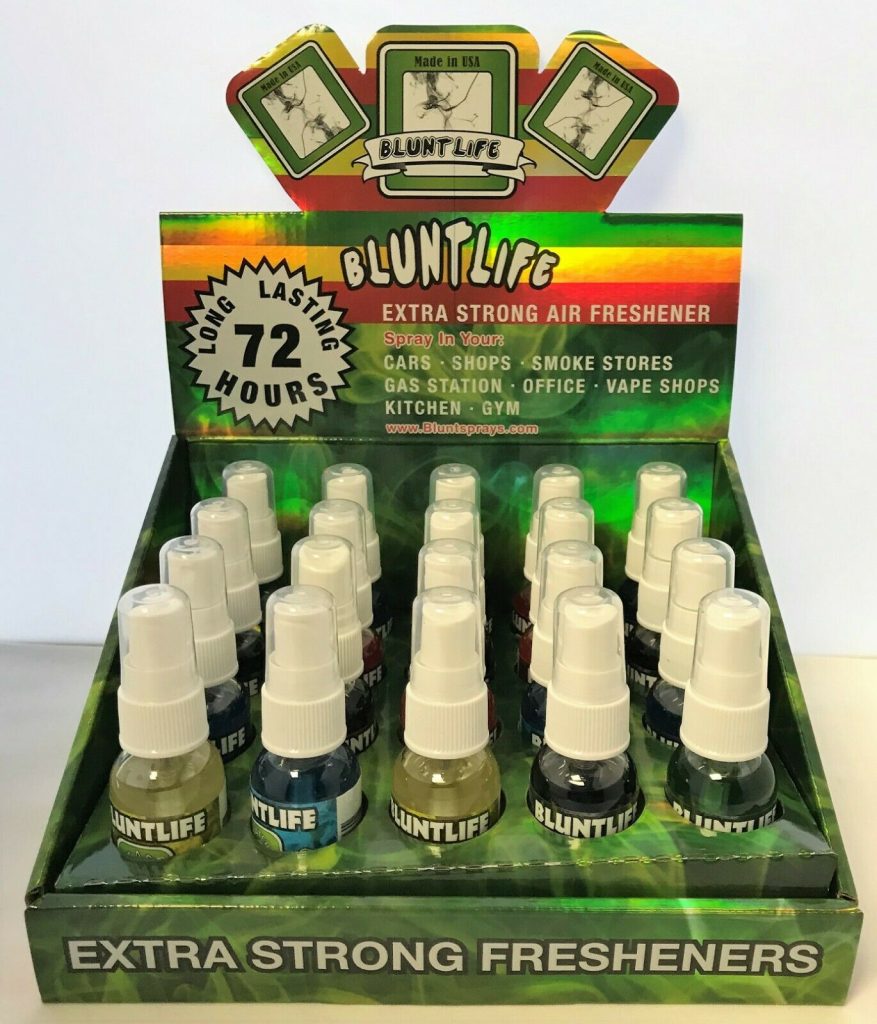 Made in USA
Made in USA
Made in USA
BLUNTLIFE
BLUNTLIFE
LONG LASTING
72
HOURS
EXTRA STRONG AIR FRESHENER
Spray In Your:
CARS · SHOPS · SMOKE STORES
GAS STATION · OFFICE · VAPE SHOPS
KITCHEN · GYM
www.Bluntsprays.com
LUNTLIFE
NTLIFE
BLUNTLIFE
BLUNTLIFE
BLUNTLIFE
EXTRA STRONG FRESHENERS